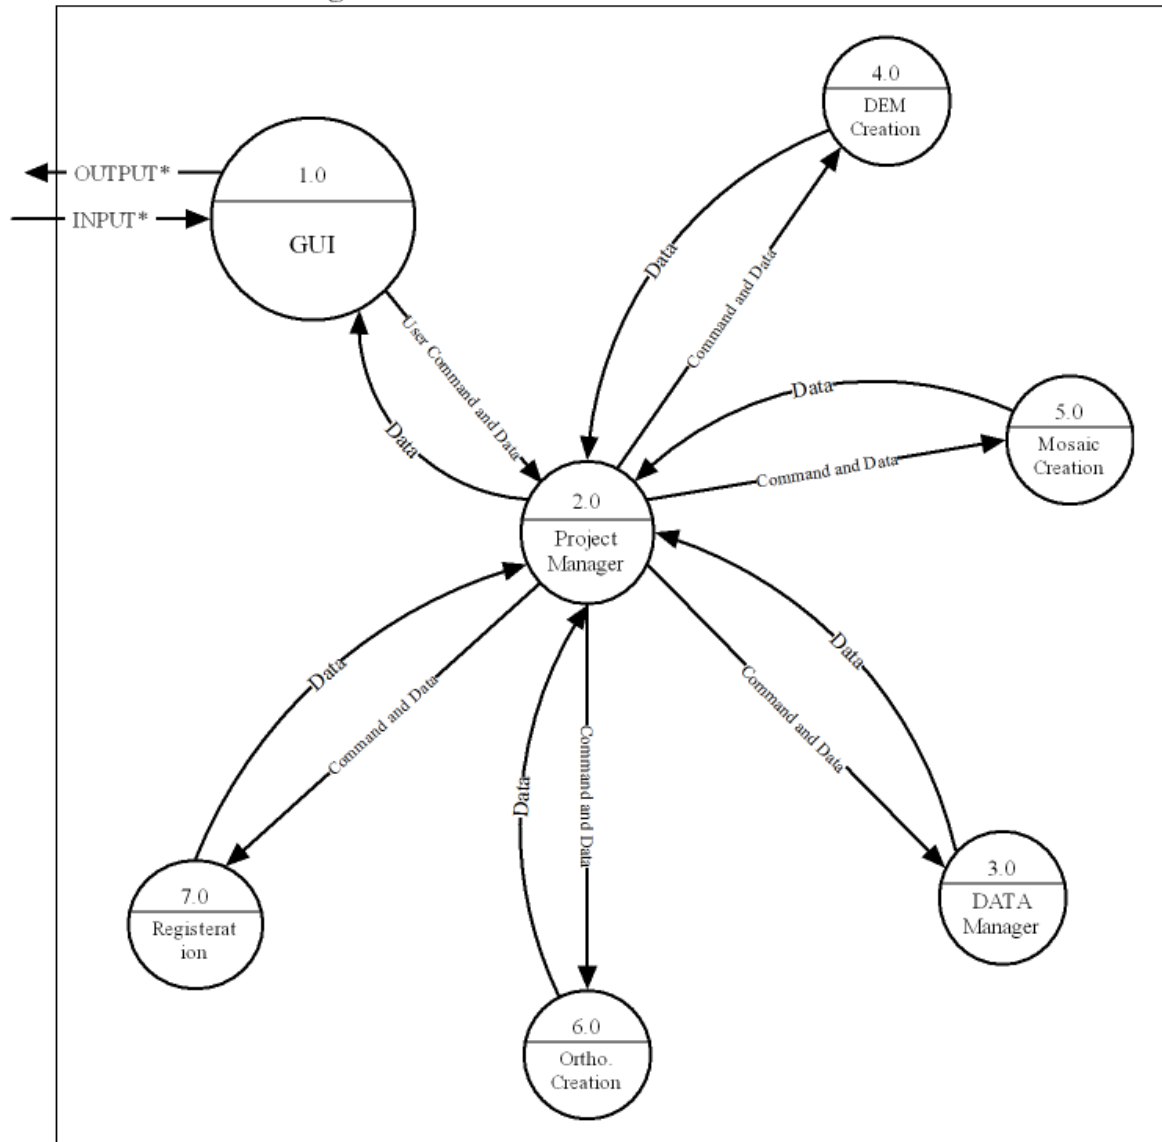 4.0
DEM
Creation
OUTPUT*
INPUT*
1.0
GUI
Data
Command and Data
User Command and Data
Data
Data
Command and Data
5.0
Mosaic
Creation
2.0
Project
Manager
Data
Command and Data
Data
Command and Data
Data
Command and Data
7.0
Registerat
ion
3.0
DATA
Manager
6.0
Ortho.
Creation